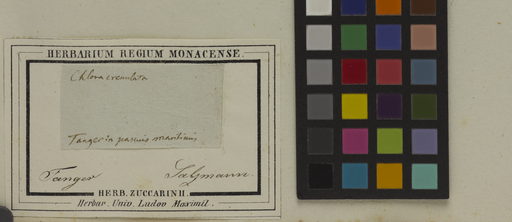 HERBARIUM REGIUM MONACENSE.
Chlora crenulata
Tanger in pascuis maritimis
Tanger Salzmann.
HERB. ZUCCARINII.
Herbar. Univ. Ludov Maximil.